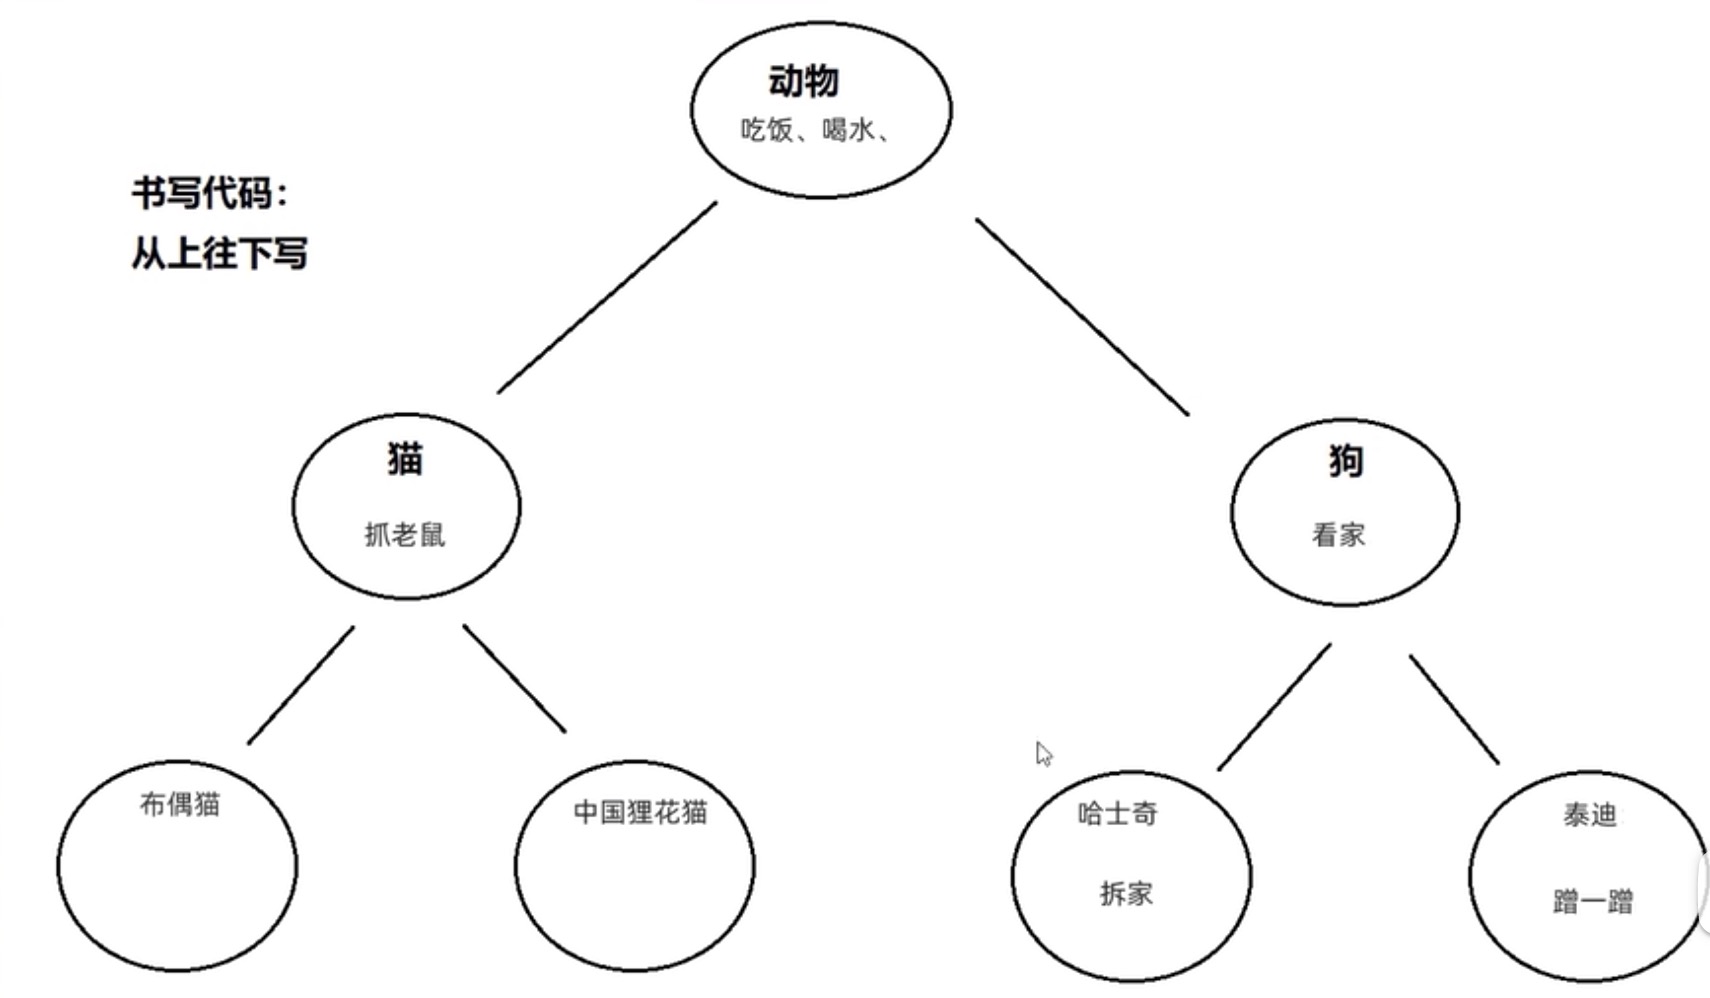 动物
吃饭、喝水、
书写代码：
从上往下写
猫
抓老鼠
狗
看家
布偶猫
中国狸花猫
哈士奇
拆家
泰迪
蹭一蹭